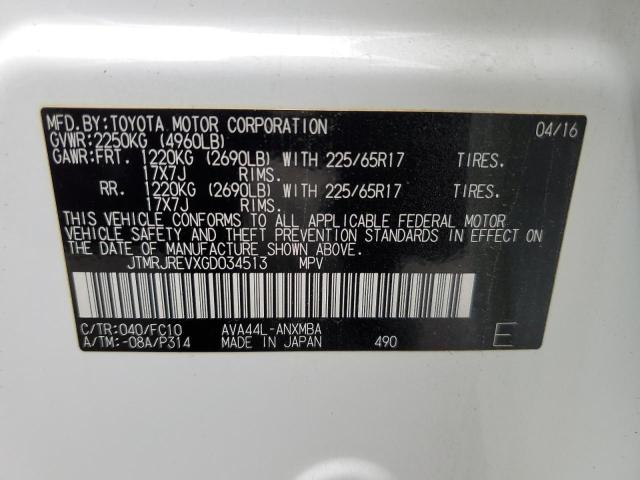 MFD.BY:TOYOTA MOTOR CORPORATION 04/16
GVWR:2250KG (4960LB)
GAWR:FRT. 1220KG (2690LB) WITH 225/65R17 TIRES.
17X7J RIMS.
RR. 1220KG (2690LB) WITH 225/65R17 TIRES.
17X7J RIMS.
THIS VEHICLE CONFORMS TO ALL APPLICABLE FEDERAL MOTOR
VEHICLE SAFETY AND THEFT PREVENTION STANDARDS IN EFFECT ON
THE DATE OF MANUFACTURE SHOWN ABOVE.
JTMRJREVXGD034513 MPV
C/TR:040/FC10 AVA44L-ANXMBA
A/TM:-08A/P314 MADE IN JAPAN 490 E